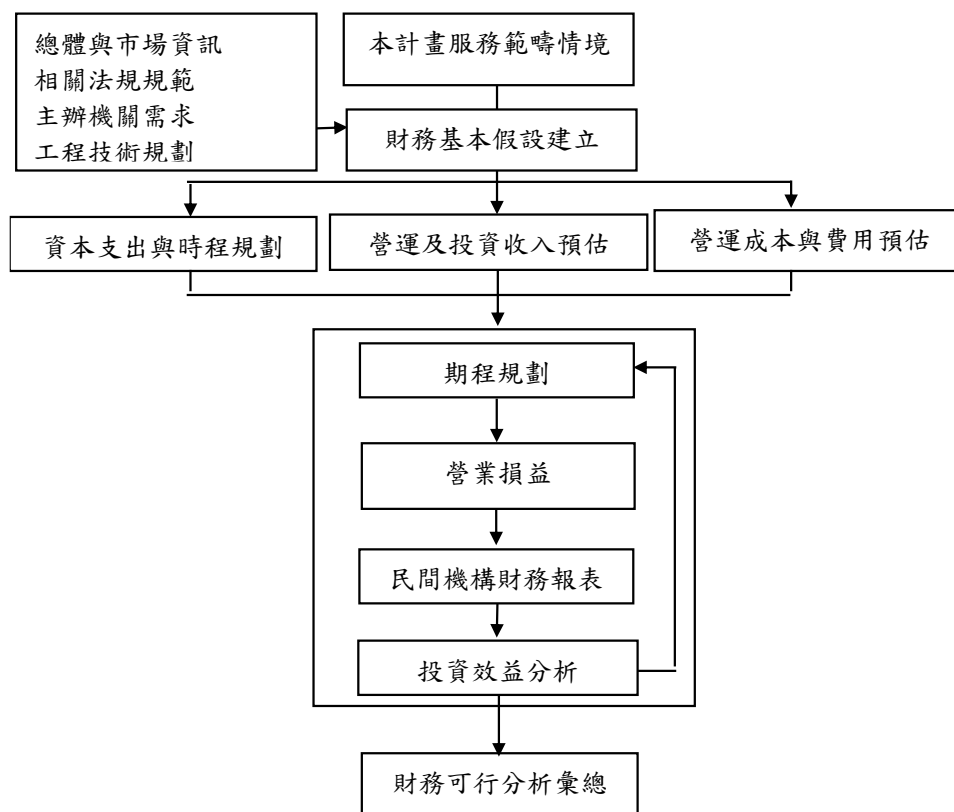 總體與市場資訊
相關法規規範
主辦機關需求
工程技術規劃
本計畫服務範疇情境
財務基本假設建立
資本支出與時程規劃
營運及投資收入預估
營運成本與費用預估
期程規劃
營業損益
民間機構財務報表
投資效益分析
財務可行分析彙總